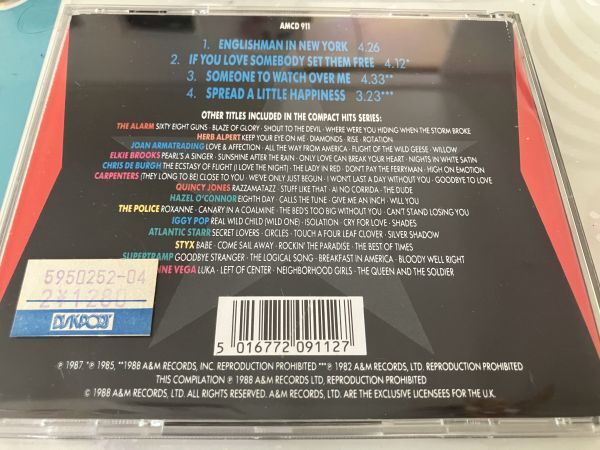 AMCD 911
1. ENGLISHMAN IN NEW YORK 4.26
2. IF YOU LOVE SOMEBODY SET THEM FREE 4.12*
3. SOMEONE TO WATCH OVER ME 4.33**
4. SPREAD A LITTLE HAPPINESS 3.23***
OTHER TITLES INCLUDED IN THE COMPACT HITS SERIES:
THE ALARM SIXTY EIGHT GUNS · BLAZE OF GLORY · SHOUT TO THE DEVIL · WHERE WERE YOU HIDING WHEN THE STORM BROKE
HERB ALPERT KEEP YOUR EYE ON ME · DIAMONDS · RISE · ROTATION
JOAN ARMATRADING LOVE & AFFECTION · ALL THE WAY FROM AMERICA · FLIGHT OF THE WILD GEESE · WILLOW
ELKIE BROOKS PEARL'S A SINGER · SUNSHINE AFTER THE RAIN · ONLY LOVE CAN BREAK YOUR HEART · NIGHTS IN WHITE SATIN
CHRIS DE BURGH THE ECSTASY OF FLIGHT (I LOVE THE NIGHT) · THE LADY IN RED · DON'T PAY THE FERRYMAN · HIGH ON EMOTION
CARPENTERS (THEY LONG TO BE) CLOSE TO YOU · WE'VE ONLY JUST BEGUN · I WON'T LAST A DAY WITHOUT YOU · GOODBYE TO LOVE
QUINCY JONES RAZZAMATAZZ · STUFF LIKE THAT · AI NO CORRIDA · THE DUDE
HAZEL O'CONNOR EIGHTH DAY · CALLS THE TUNE · GIVE ME AN INCH · WILL YOU
THE POLICE ROXANNE · CANARY IN A COALMINE · THE BED'S TOO BIG WITHOUT YOU · CAN'T STAND LOSING YOU
IGGY POP REAL WILD CHILD (WILD ONE) · ISOLATION · CRY FOR LOVE · SHADES
ATLANTIC STARR SECRET LOVERS · CIRCLES · TOUCH A FOUR LEAF CLOVER · SILVER SHADOW
STYX BABE · COME SAIL AWAY · ROCKIN' THE PARADISE · THE BEST OF TIMES
SUPERTRAMP GOODBYE STRANGER · THE LOGICAL SONG · BREAKFAST IN AMERICA · BLOODY WELL RIGHT
NNE VEGA LUKA · LEFT OF CENTER · NEIGHBORHOOD GIRLS · THE QUEEN AND THE SOLDIER
5950252-04
2¥1280
DISKPORT
5 016772 091127
℗ 1987. *℗ 1985, **1988 A&M RECORDS, INC. REPRODUCTION PROHIBITED ***℗ 1982 A&M RECORDS, LTD. REPRODUCTION PROHIBITED
THIS COMPILATION ℗ 1988 A&M RECORDS LTD, REPRODUCTION PROHIBITED
© 1988 A&M RECORDS, LTD. ALL RIGHTS RESERVED. A&M RECORDS, LTD. ARE THE EXCLUSIVE LICENSEES FOR THE U.K.